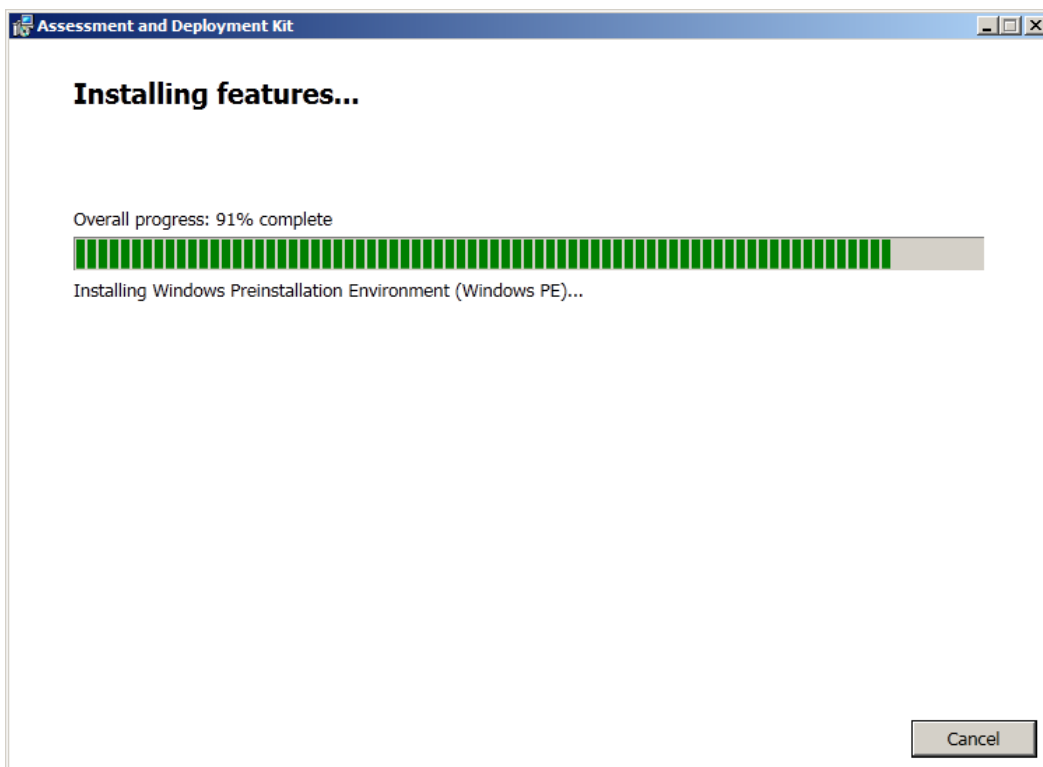 Assessment and Deployment Kit
Installing features...
Overall progress: 91% complete
Installing Windows Preinstallation Environment (Windows PE)...
Cancel